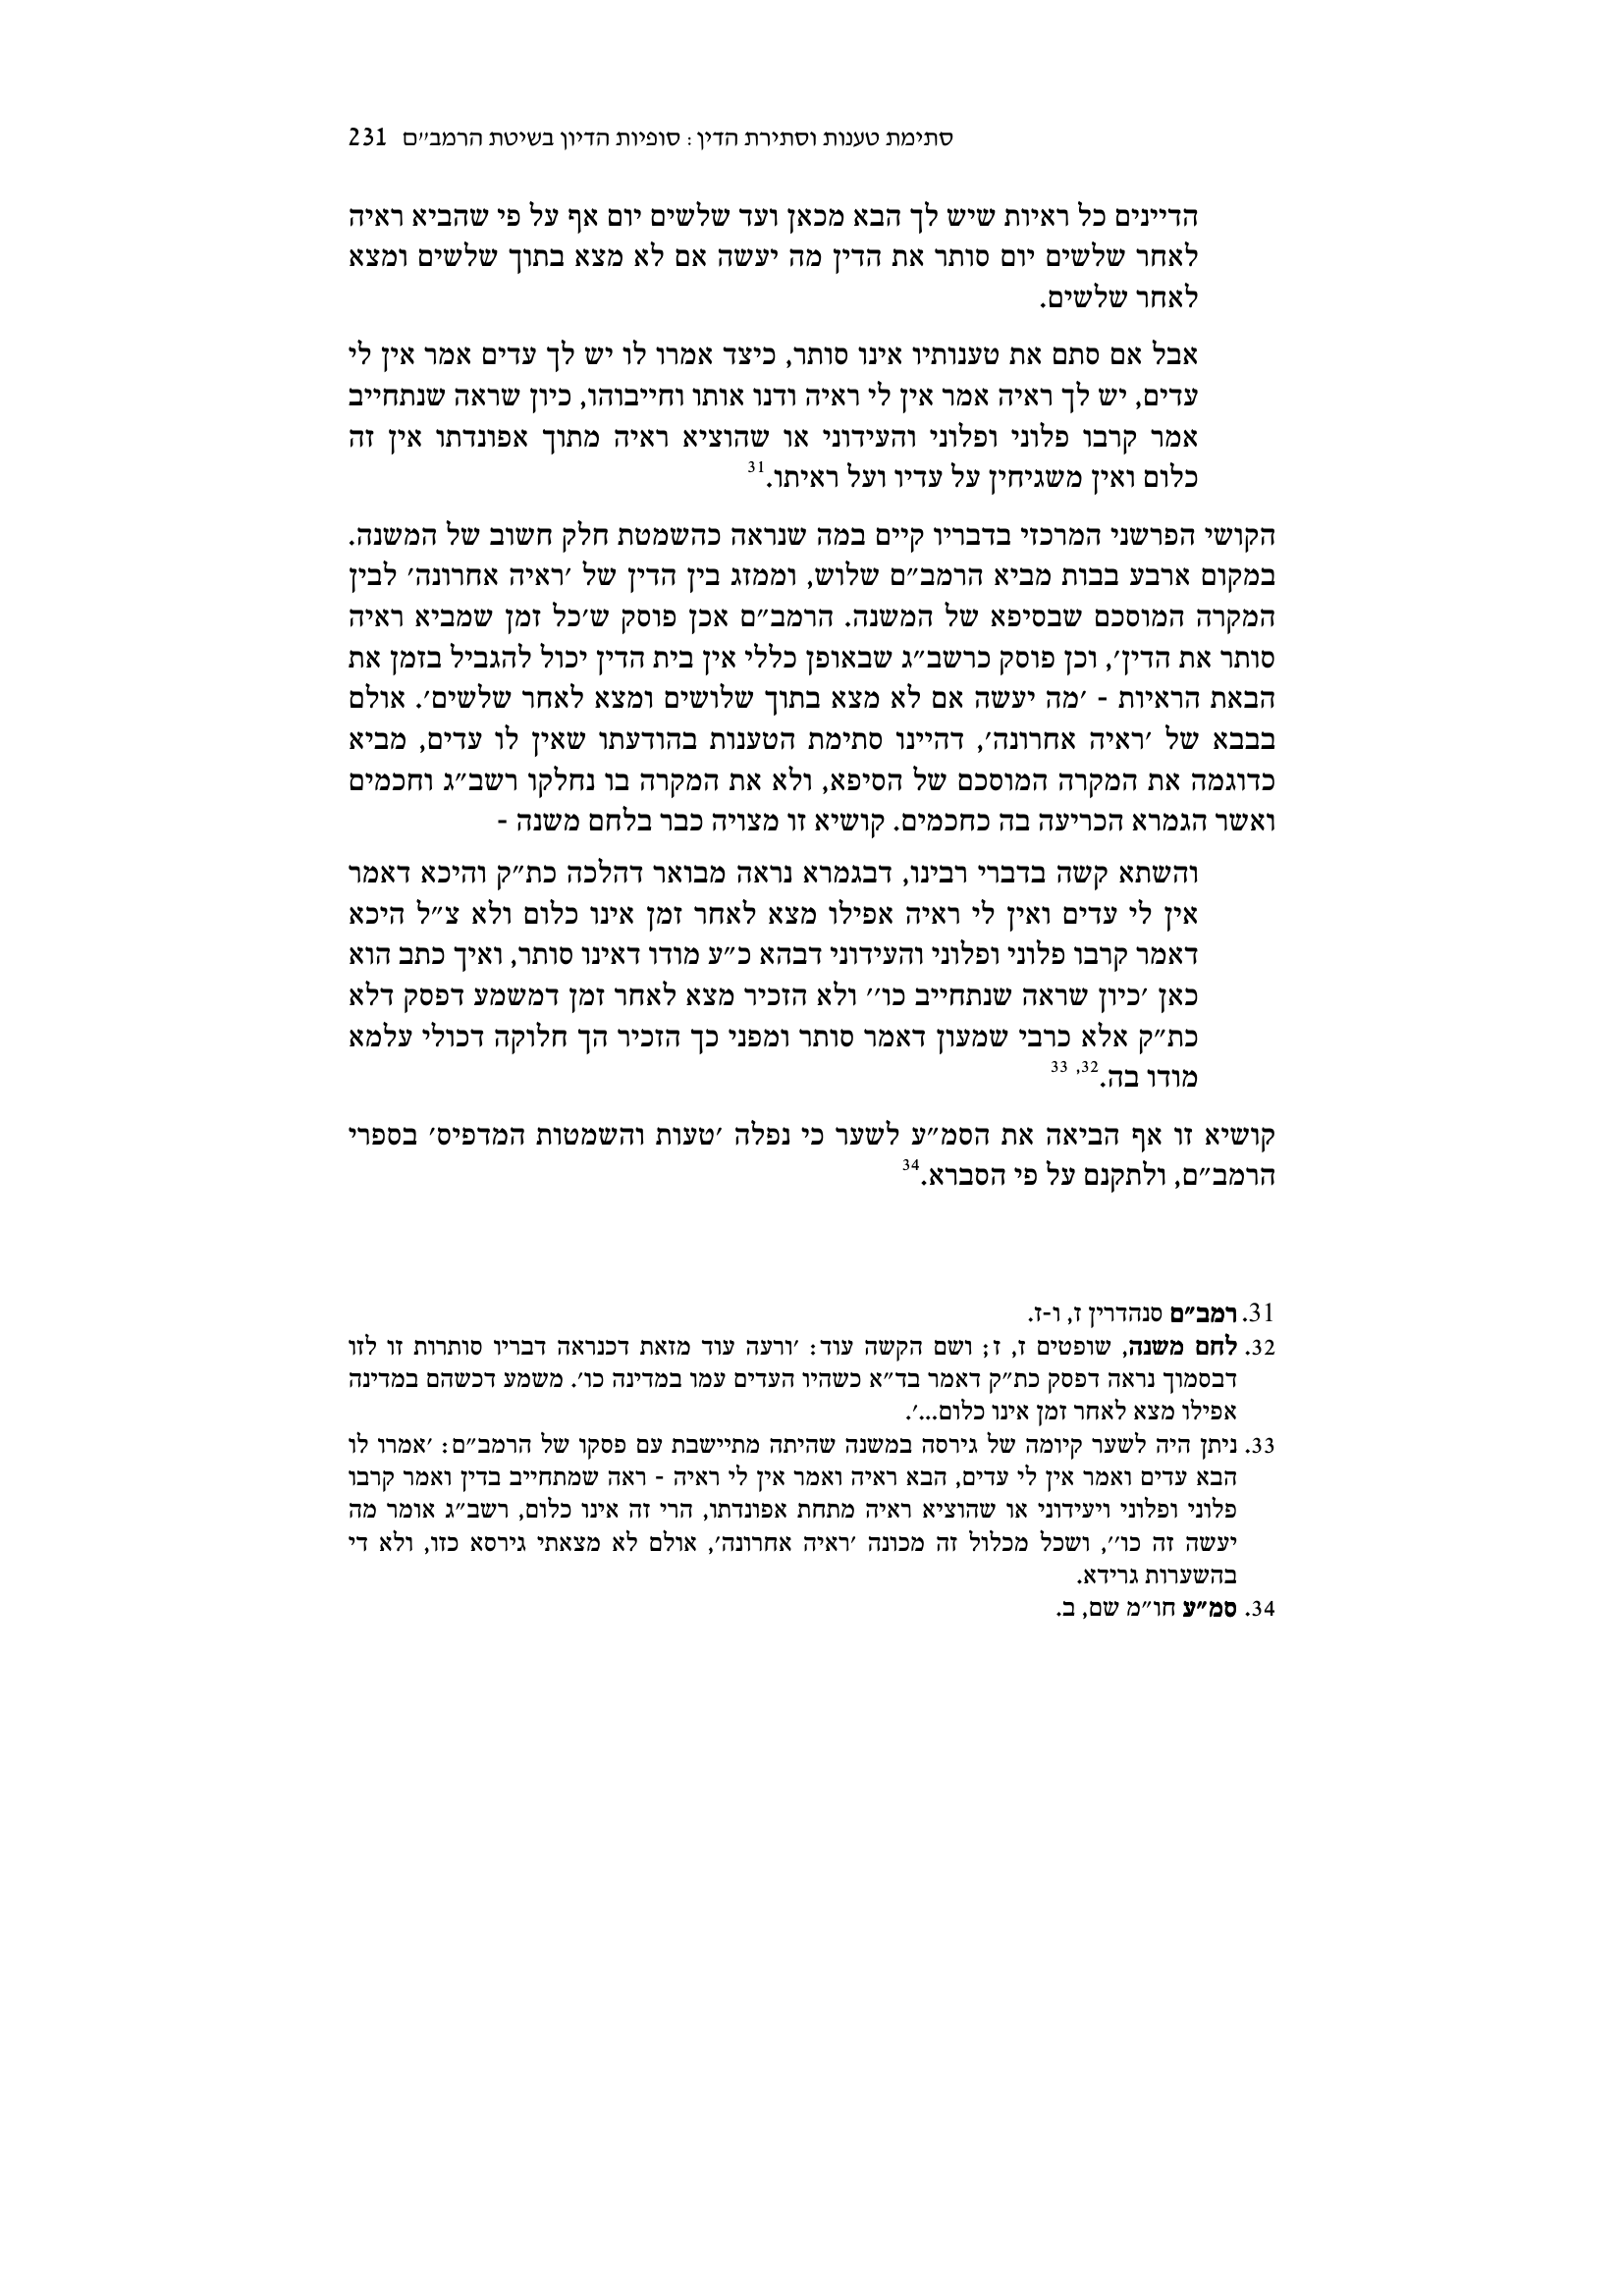 סתימת טענות וסתירת הדין : סופיות הדיון בשיטת הרמב״ם 231
הדיינים כל ראיות שיש לך הבא מכאן ועד שלשים יום אף על פי שהביא ראיה
לאחר שלשים יום סותר את הדין מה יעשה אם לא מצא בתוך שלשים ומצא
לאחר שלשים.
אבל אם סתם את טענותיו אינו סותר, כיצד אמרו לו יש לך עדים אמר אין לי
עדים, יש לך ראיה אמר אין לי ראיה ודנו אותו וחייבוהו, כיון שראה שנתחייב
אמר קרבו פלוני ופלוני והעידוני או שהוציא ראיה מתוך אפונדתו אין זה
כלום ואין משגיחין על עדיו ועל ראיתו.31
הקושי הפרשני המרכזי בדבריו קיים במה שנראה כהשמטת חלק חשוב של המשנה.
במקום ארבע בבות מביא הרמב״ם שלוש, וממזג בין הדין של ׳ראיה אחרונה׳ לבין
המקרה המוסכם שבסיפא של המשנה. הרמב״ם אכן פוסק ש׳כל זמן שמביא ראיה
סותר את הדין׳, וכן פוסק כרשב״ג שבאופן כללי אין בית הדין יכול להגביל בזמן את
הבאת הראיות - ׳מה יעשה אם לא מצא בתוך שלושים ומצא לאחר שלשים׳. אולם
בבבא של ׳ראיה אחרונה׳, דהיינו סתימת הטענות בהודעתו שאין לו עדים, מביא
כדוגמה את המקרה המוסכם של הסיפא, ולא את המקרה בו נחלקו רשב״ג וחכמים
ואשר הגמרא הכריעה בה כחכמים. קושיא זו מצויה כבר בלחם משנה -
והשתא קשה בדברי רבינו, דבגמרא נראה מבואר דהלכה כת״ק והיכא דאמר
אין לי עדים ואין לי ראיה אפילו מצא לאחר זמן אינו כלום ולא צ״ל היכא
דאמר קרבו פלוני ופלוני והעידוני דבהא כ״ע מודו דאינו סותר, ואיך כתב הוא
כאן ׳כיון שראה שנתחייב כו׳׳ ולא הזכיר מצא לאחר זמן דמשמע דפסק דלא
כת״ק אלא כרבי שמעון דאמר סותר ומפני כך הזכיר הך חלוקה דכולי עלמא
מודו בה.32, 33
קושיא זו אף הביאה את הסמ״ע לשער כי נפלה ׳טעות והשמטות המדפיס׳ בספרי
הרמב״ם, ולתקנם על פי הסברא.34
31. רמב״ם סנהדרין ז, ו-ז.
32. לחם משנה, שופטים ז, ז; ושם הקשה עוד: ׳ורעה עוד מזאת דכנראה דבריו סותרות זו לזו
דבסמוך נראה דפסק כת״ק דאמר בד״א כשהיו העדים עמו במדינה כו׳. משמע דכשהם במדינה
אפילו מצא לאחר זמן אינו כלום...׳.
33. ניתן היה לשער קיומה של גירסה במשנה שהיתה מתיישבת עם פסקו של הרמב״ם: ׳אמרו לו
הבא עדים ואמר אין לי עדים, הבא ראיה ואמר אין לי ראיה - ראה שמתחייב בדין ואמר קרבו
פלוני ופלוני ויעידוני או שהוציא ראיה מתחת אפונדתו, הרי זה אינו כלום, רשב״ג אומר מה
יעשה זה כו׳׳, ושכל מכלול זה מכונה ׳ראיה אחרונה׳, אולם לא מצאתי גירסא כזו, ולא די
בהשערות גרידא.
34. סמ״ע חו״מ שם, ב.